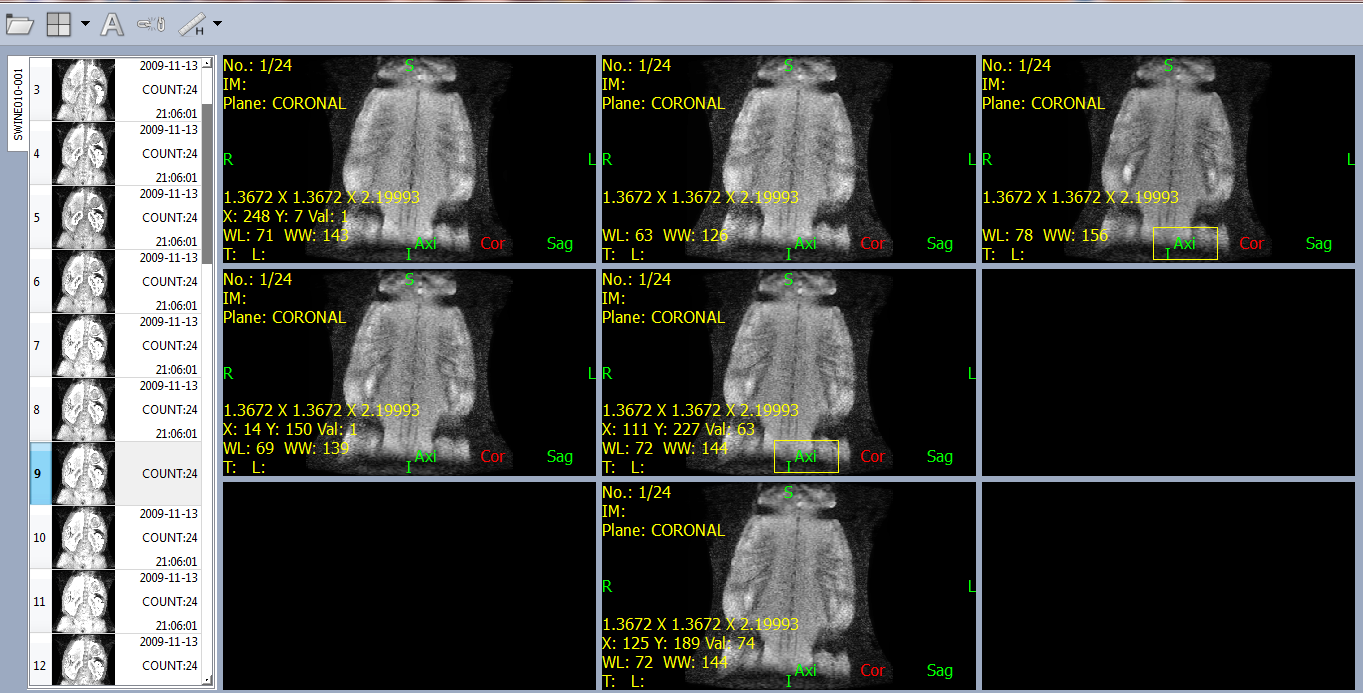 A
H
SWINE010-001
3
2009-11-13
COUNT:24
21:06:01
4
2009-11-13
COUNT:24
21:06:01
5
2009-11-13
COUNT:24
21:06:01
6
2009-11-13
COUNT:24
21:06:01
7
2009-11-13
COUNT:24
21:06:01
8
2009-11-13
COUNT:24
21:06:01
9
COUNT:24
10
2009-11-13
COUNT:24
21:06:01
11
2009-11-13
COUNT:24
21:06:01
12
2009-11-13
COUNT:24
No.: 1/24
S
IM:
Plane: CORONAL
R
L
1.3672 X 1.3672 X 2.19993
X: 248 Y: 7 Val: 1
WL: 71 WW: 143
Axi Cor Sag
T: L:
I
No.: 1/24
S
IM:
Plane: CORONAL
R
L
1.3672 X 1.3672 X 2.19993
WL: 63 WW: 126
Axi Cor Sag
T: L:
I
No.: 1/24
S
IM:
Plane: CORONAL
R
L
1.3672 X 1.3672 X 2.19993
WL: 78 WW: 156
Axi Cor Sag
T: L:
I
No.: 1/24
S
IM:
Plane: CORONAL
R
L
1.3672 X 1.3672 X 2.19993
X: 14 Y: 150 Val: 1
WL: 69 WW: 139
Axi Cor Sag
T: L:
I
No.: 1/24
S
IM:
Plane: CORONAL
R
L
1.3672 X 1.3672 X 2.19993
X: 111 Y: 227 Val: 63
WL: 72 WW: 144
Axi Cor Sag
T: L:
I
No.: 1/24
S
IM:
Plane: CORONAL
R
L
1.3672 X 1.3672 X 2.19993
X: 125 Y: 189 Val: 74
WL: 72 WW: 144
Axi Cor Sag
T: L:
I